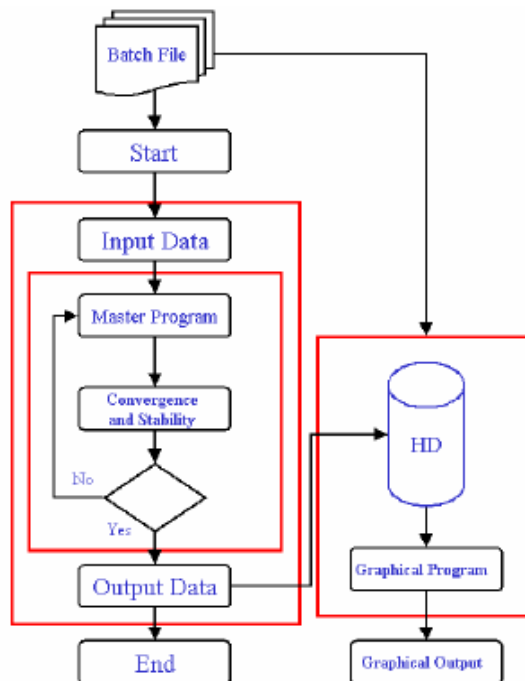 Batch File
Start
Input Data
Master Program
Convergence
and Stability
No
Yes
Output Data
End
HD
Graphical Program
Graphical Output